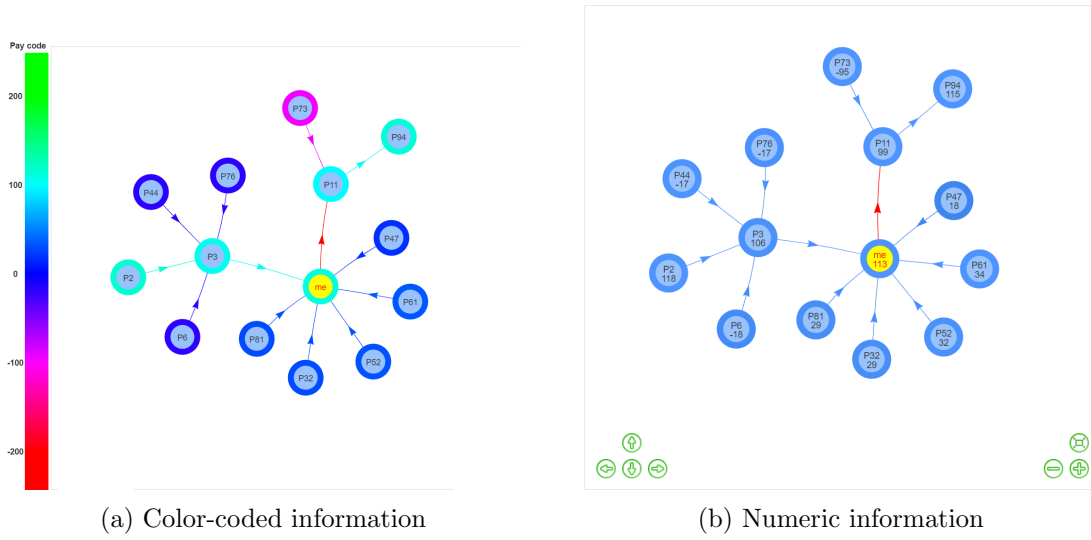 Pay code
200
100
0
-100
-200
P73
P94
P11
P76
P44
P47
P3
P2
me
P61
P6
P81
P52
P32
(a) Color-coded information
P73
-95
P94
115
P11
99
P76
-17
P44
-17
P47
18
P3
106
me
113
P61
34
P2
118
P81
29
P6
-18
P52
32
P32
29
(b) Numeric information